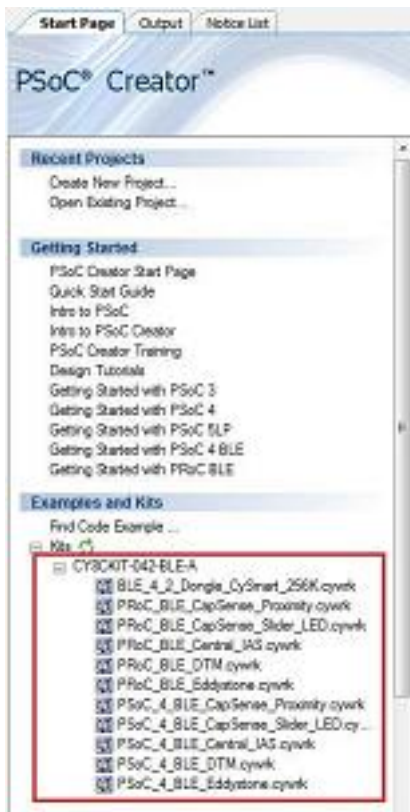 Start Page Output Notice List
PSoC® Creator™
Recent Projects
Create New Project...
Open Existing Project...
Getting Started
PSoC Creator Start Page
Quick Start Guide
Intro to PSoC
Intro to PSoC Creator
PSoC Creator Training
Design Tutorials
Getting Started with PSoC 3
Getting Started with PSoC 4
Getting Started with PSoC 5LP
Getting Started with PSoC 4 BLE
Getting Started with PRoC BLE
Examples and Kits
Find Code Example ...
Kits
CY8CKIT-042-BLE-A
BLE_4_2_Dongle_CySmart_256K.cywrk
PRoC_BLE_CapSense_Proximity.cywrk
PRoC_BLE_CapSense_Slider_LED.cywrk
PRoC_BLE_Central_IAS.cywrk
PRoC_BLE_DTM.cywrk
PRoC_BLE_Eddystone.cywrk
PSoC_4_BLE_CapSense_Proximity.cywrk
PSoC_4_BLE_CapSense_Slider_LED.cy...
PSoC_4_BLE_Central_IAS.cywrk
PSoC_4_BLE_DTM.cywrk
PSoC_4_BLE_Eddystone.cywrk